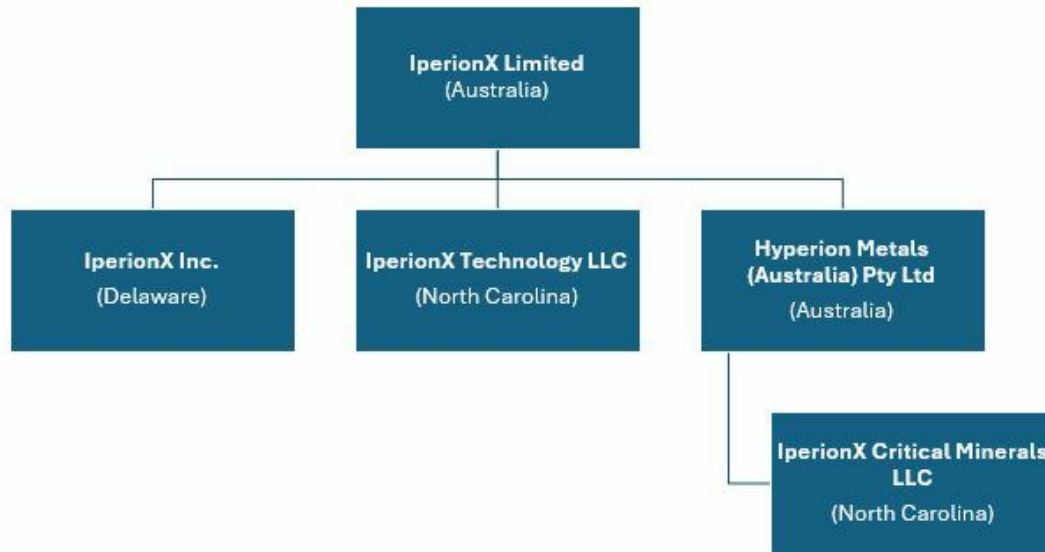 IperionX Limited
(Australia)
IperionX Inc.
(Delaware)
IperionX Technology LLC
(North Carolina)
Hyperion Metals
(Australia) Pty Ltd
(Australia)
IperionX Critical Minerals
LLC
(North Carolina)